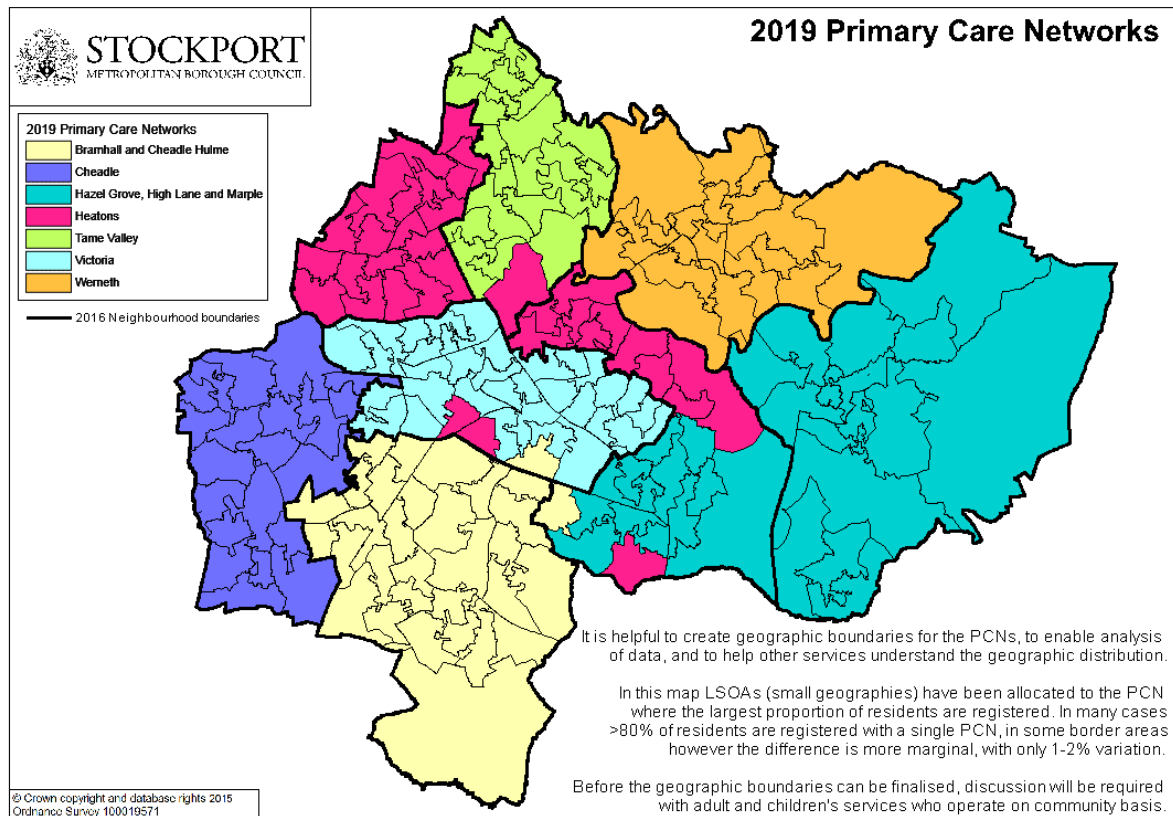 STOCKPORT
METROPOLITAN BOROUGH COUNCIL
2019 Primary Care Networks
2019 Primary Care Networks
Bramhall and Cheadle Hulme
Cheadle
Hazel Grove, High Lane and Marple
Heatons
Tame Valley
Victoria
Werneth
2016 Neighbourhood boundaries
It is helpful to create geographic boundaries for the PCNs, to enable analysis
of data, and to help other services understand the geographic distribution.
In this map LSOAs (small geographies) have been allocated to the PCN
where the largest proportion of residents are registered. In many cases
>80% of residents are registered with a single PCN, in some border areas
however the difference is more marginal, with only 1-2% variation.
Before the geographic boundaries can be finalised, discussion will be required
with adult and children's services who operate on community basis.
© Crown copyright and database rights 2015
Ordnance Survey 100019571